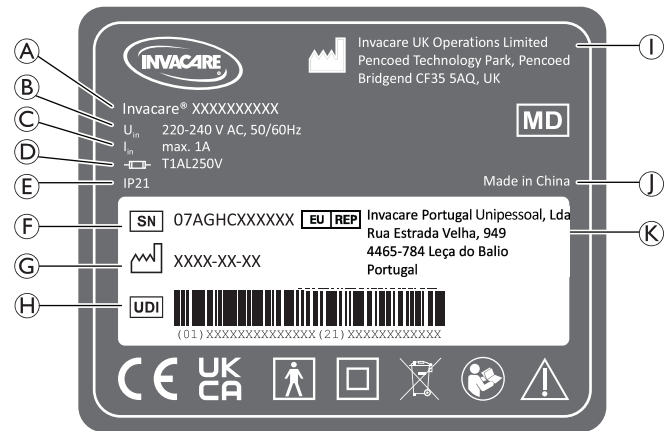 A
B
C
D
E
F
G
H
I
J
K
INVACARE
Invacare UK Operations Limited
Pencoed Technology Park, Pencoed
Bridgend CF35 5AQ, UK
Invacare® XXXXXXXXXX
Uin 220-240 V AC, 50/60Hz
Iin max. 1A
T1AL250V
IP21
MD
Made in China
SN 07AGHCXXXXXX
EU REP
Invacare Portugal Unipessoal, Lda
Rua Estrada Velha, 949
4465-784 Leça do Balio
Portugal
XXXX-XX-XX
UDI
(01)XXXXXXXXXXXXXX(21)XXXXXXXXXXXX
CE
UK
CA